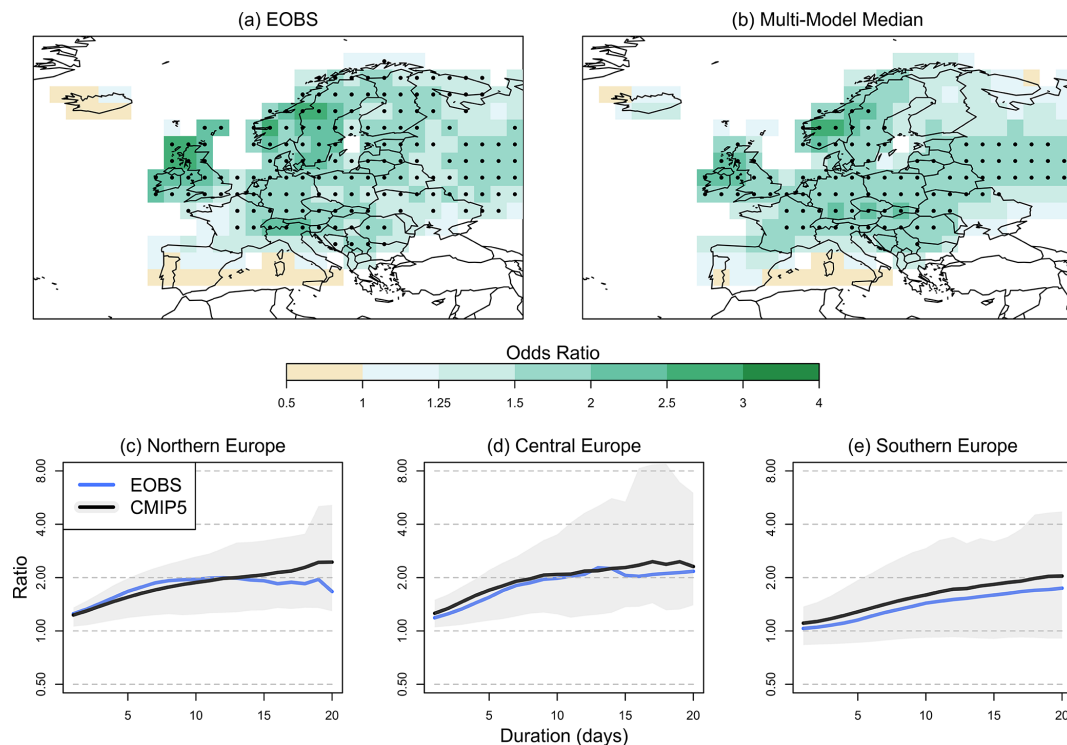 (a) EOBS
(b) Multi-Model Median
Odds Ratio
0.5 1 1.25 1.5 2 2.5 3 4
(c) Northern Europe
(d) Central Europe
(e) Southern Europe
EOBS
CMIP5
Ratio
0.50 1.00 2.00 4.00 8.00
0.50 1.00 2.00 4.00 8.00
0.50 1.00 2.00 4.00 8.00
5 10 15 20
5 10 15 20
5 10 15 20
Duration (days)